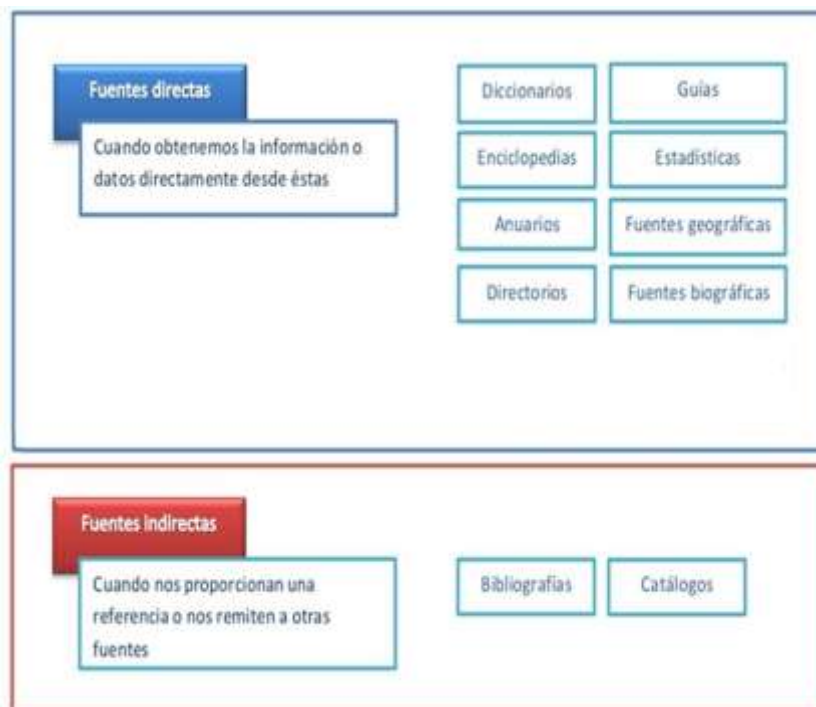 Fuentes directas
Cuando obtenemos la información o
datos directamente desde éstas
Diccionarios
Guías
Enciclopedias
Estadísticas
Anuarios
Fuentes geográficas
Directorios
Fuentes biográficas
Fuentes indirectas
Cuando nos proporcionan una
referencia o nos remiten a otras
fuentes
Bibliografías
Catálogos